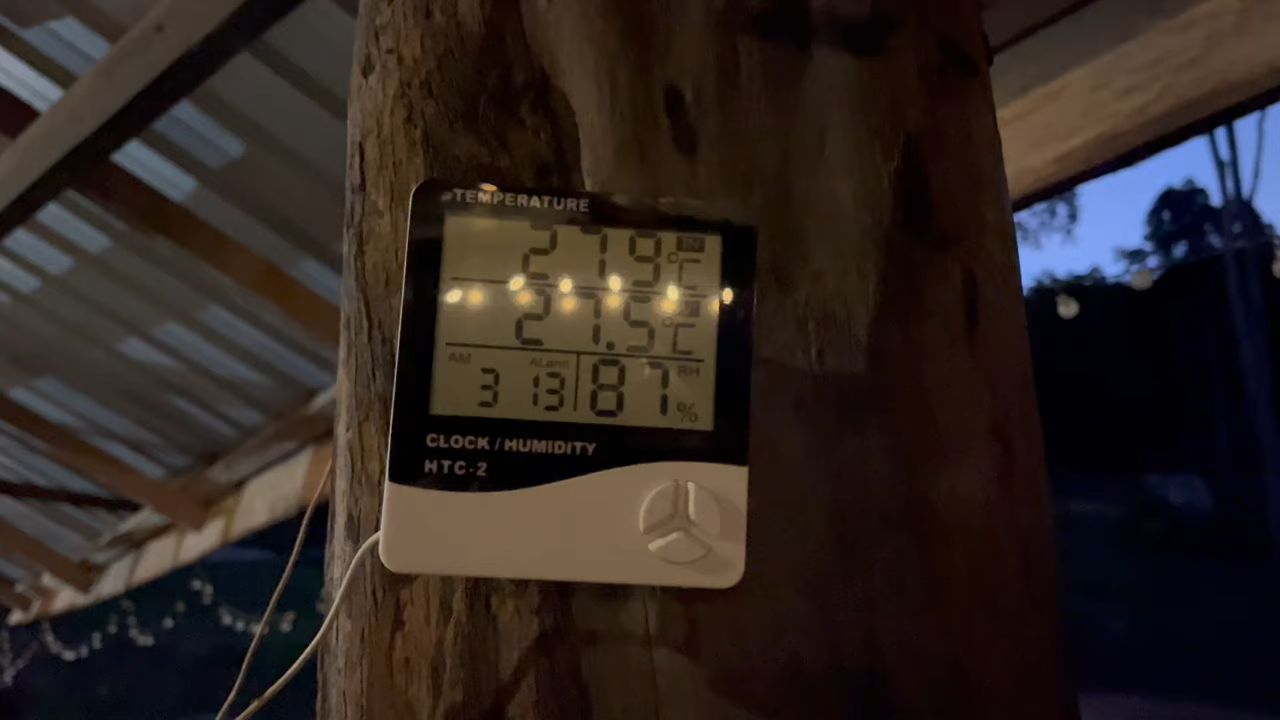 TEMPERATURE
27.9 °C IN
27.5 °C
AM 3 13 ALarm 87 % RH
CLOCK / HUMIDITY
HTC-2